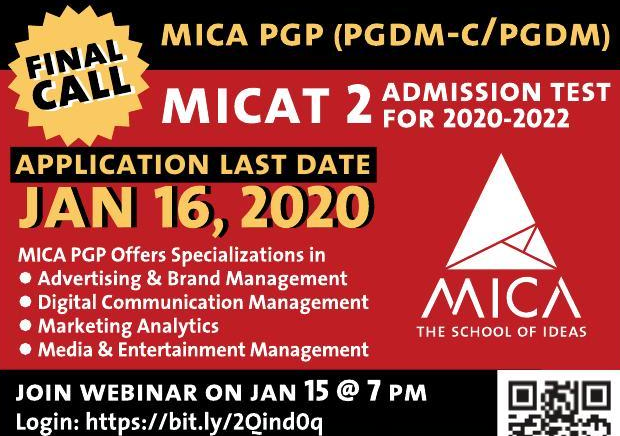 FINAL
CALL
MICA PGP (PGDM-C/PGDM)
MICAT 2 ADMISSION TEST
FOR 2020-2022
APPLICATION LAST DATE
JAN 16, 2020
MICA PGP Offers Specializations in
● Advertising & Brand Management
● Digital Communication Management
● Marketing Analytics
● Media & Entertainment Management
MICA
THE SCHOOL OF IDEAS
JOIN WEBINAR ON JAN 15 @ 7 PM
Login: https://bit.ly/2Qind0q